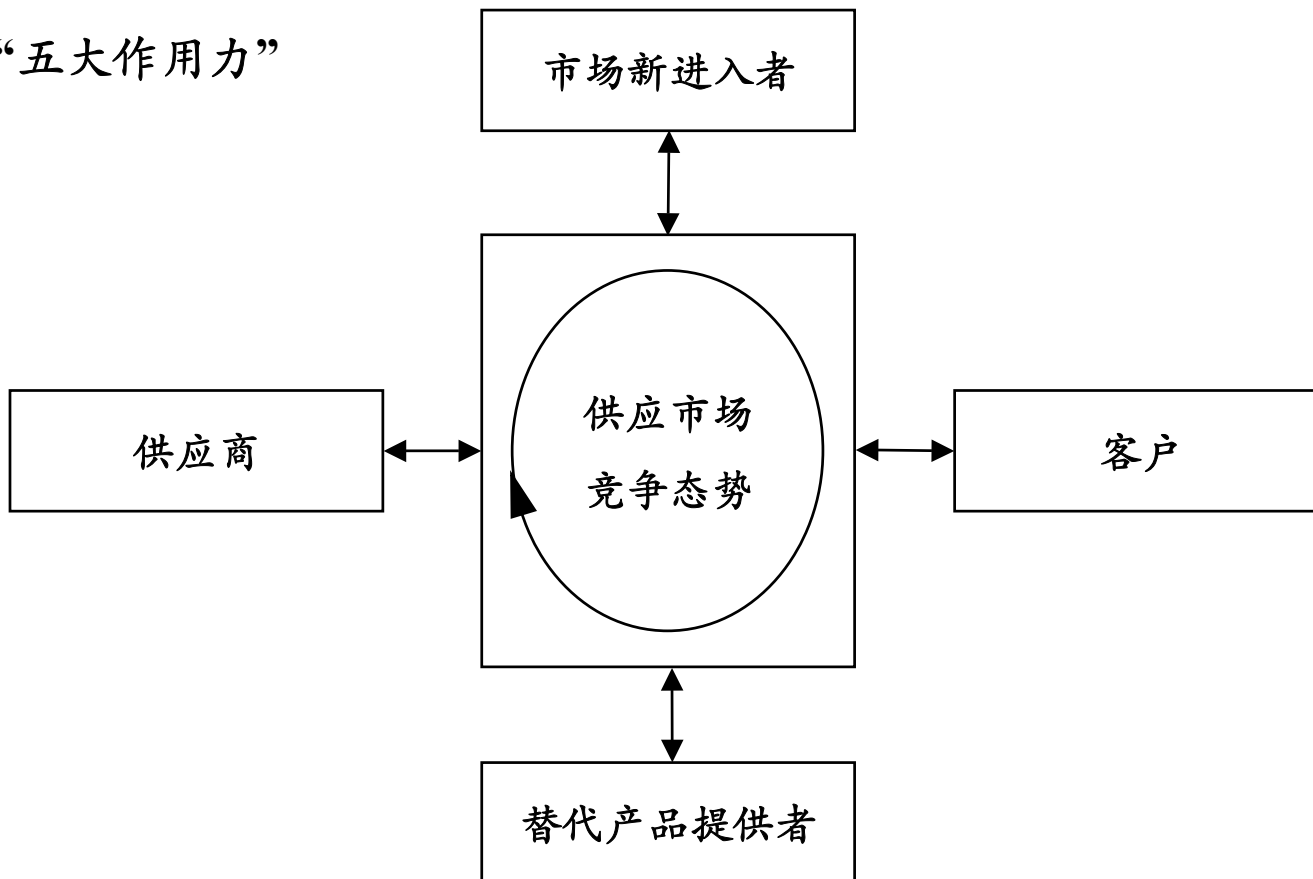 “五大作用力”
市场新进入者
供应市场
竞争态势
供应商
客户
替代产品提供者